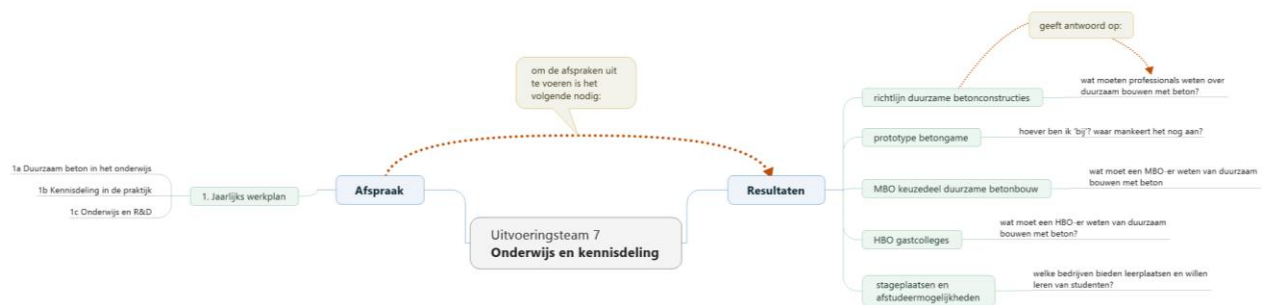 geeft antwoord op:
om de afspraken uit
te voeren is het
volgende nodig:
wat moeten professionals weten over
duurzaam bouwen met beton?
richtlijn duurzame betonconstructies
prototype betongame
hoever ben ik 'bij'? waar mankeert het nog aan?
1a Duurzaam beton in het onderwijs
1b Kennisdeling in de praktijk
1c Onderwijs en R&D
1. Jaarlijks werkplan
Afspraak
Resultaten
MBO keuzedeel duurzame betonbouw
wat moet een MBO-er weten van duurzaam
bouwen met beton
Uitvoeringsteam 7
Onderwijs en kennisdeling
HBO gastcolleges
wat moet een HBO-er weten van duurzaam
bouwen met beton?
stageplaatsen en
afstudeermogelijkheden
welke bedrijven bieden leerplaatsen en willen
leren van studenten?